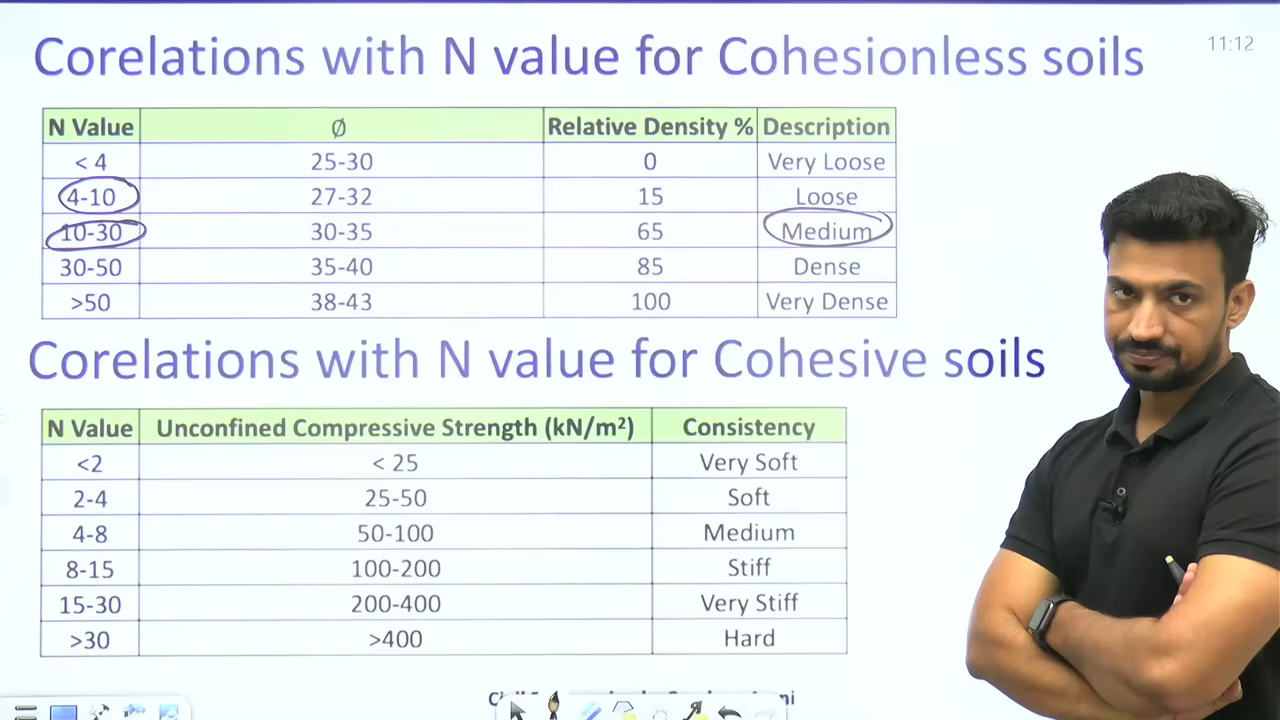 Corelations with N value for Cohesionless soils
11:12
N Value Ø Relative Density % Description
< 4 25-30 0 Very Loose
4-10 27-32 15 Loose
10-30 30-35 65 Medium
30-50 35-40 85 Dense
>50 38-43 100 Very Dense
Corelations with N value for Cohesive soils
N Value Unconfined Compressive Strength (kN/m²) Consistency
<2 < 25 Very Soft
2-4 25-50 Soft
4-8 50-100 Medium
8-15 100-200 Stiff
15-30 200-400 Very Stiff
>30 >400 Hard